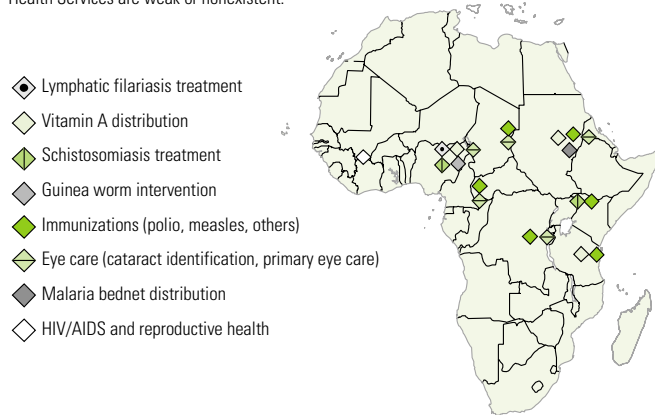 Health Services are weak or nonexistent.
Lymphatic filariasis treatment
Vitamin A distribution
Schistosomiasis treatment
Guinea worm intervention
Immunizations (polio, measles, others)
Eye care (cataract identification, primary eye care)
Malaria bednet distribution
HIV/AIDS and reproductive health